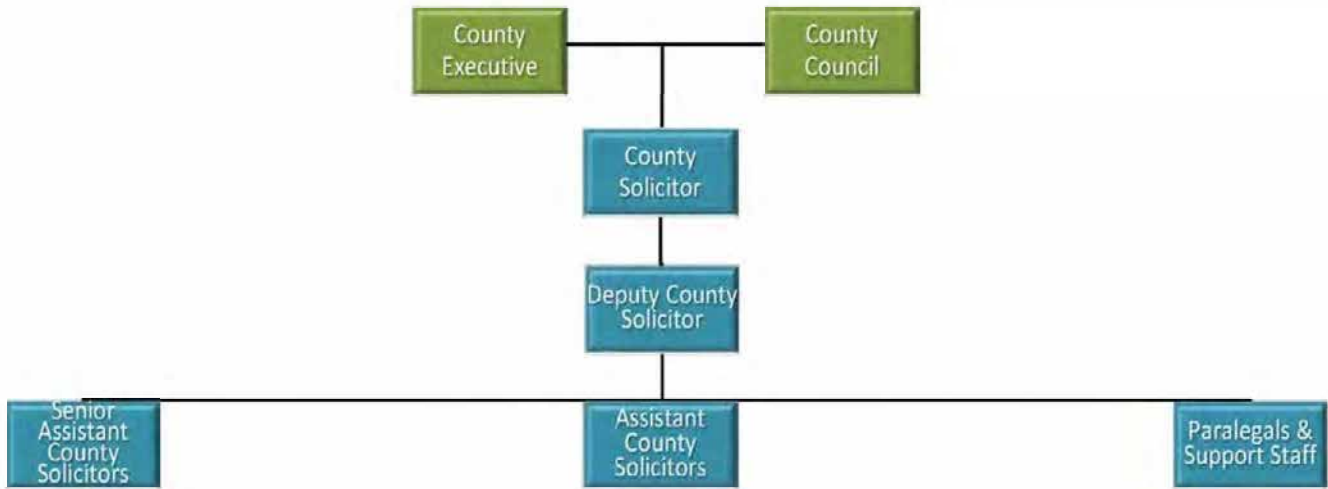 County
Executive
County
Council
County
Solicitor
Deputy County
Solicitor
Senior
Assistant
County
Solicitors
Assistant
County
Solicitors
Paralegals &
Support Staff